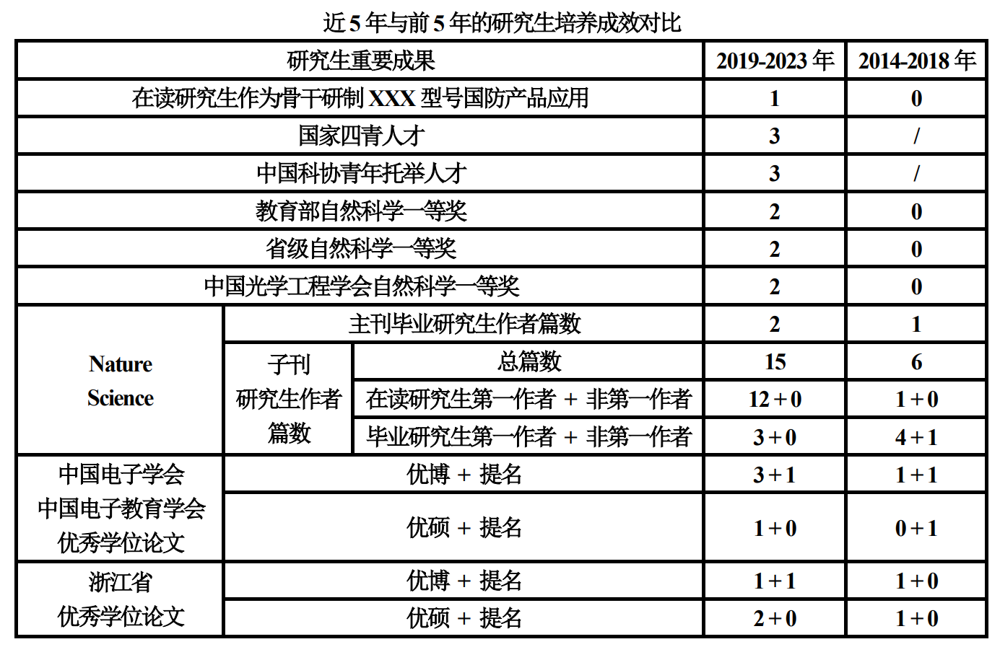 近 5 年与前 5 年的研究生培养成效对比
研究生重要成果 2019-2023 年 2014-2018 年
在读研究生作为骨干研制 XXX 型号国防产品应用 1 0
国家四青人才 3 /
中国科协青年托举人才 3 /
教育部自然科学一等奖 2 0
省级自然科学一等奖 2 0
中国光学工程学会自然科学一等奖 2 0
Nature
Science
主刊毕业研究生作者篇数 2 1
子刊
研究生作者
篇数
总篇数 15 6
在读研究生第一作者 + 非第一作者 12+0 1+0
毕业研究生第一作者 + 非第一作者 3+0 4+1
中国电子学会
中国电子教育学会
优秀学位论文
优博 + 提名 3+1 1+1
优硕 + 提名 1+0 0+1
浙江省
优秀学位论文
优博 + 提名 1+1 1+0
优硕 + 提名 2+0 1+0